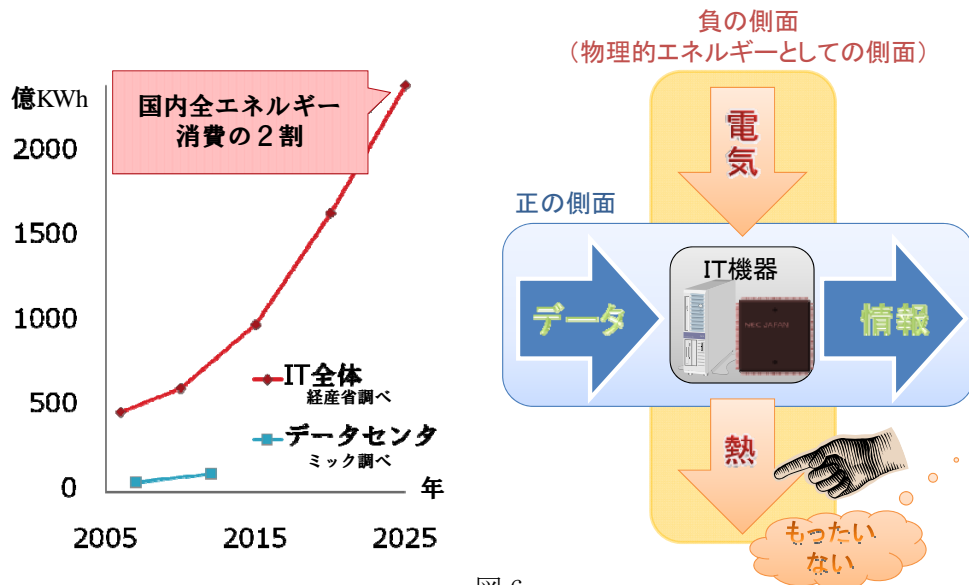 億KWh
2000
1500
1000
500
0
2005
2015
2025
年
国内全エネルギー
消費の２割
IT全体
経産省調べ
データセンタ
ミック調べ
負の側面
（物理的エネルギーとしての側面）
電
気
正の側面
データ
IT機器
NEC JAPAN
情報
熱
もったい
ない
図 6